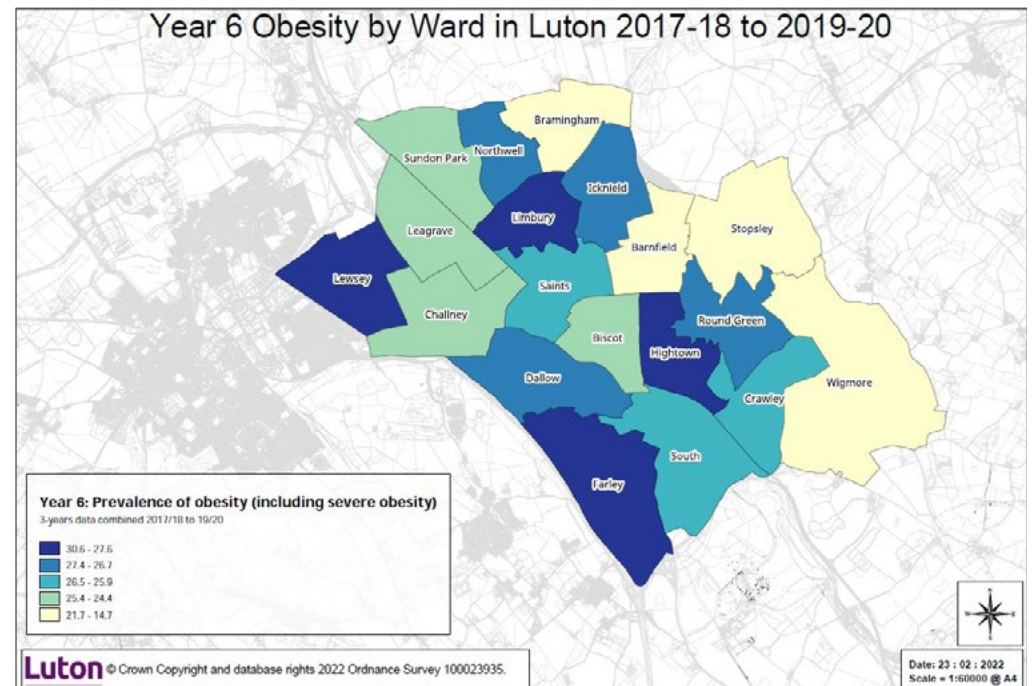 Year 6 Obesity by Ward in Luton 2017-18 to 2019-20
Bramingham
Northwell
Sundon Park
Icknield
Limbury
Stopsley
Leagrave
Barnfield
Lewsey
Saints
Challney
Round Green
Biscot
Hightown
Dallow
Wigmore
Crawley
South
Farley
Year 6: Prevalence of obesity (including severe obesity)
3-years data combined 2017/18 to 19/20
30.6 - 27.6
27.4 - 26.7
26.5 - 25.9
25.4 - 24.4
21.7 - 14.7
Luton © Crown Copyright and database rights 2022 Ordnance Survey 100023935.
Date: 23 : 02 : 2022
Scale = 1:60000 @ A4